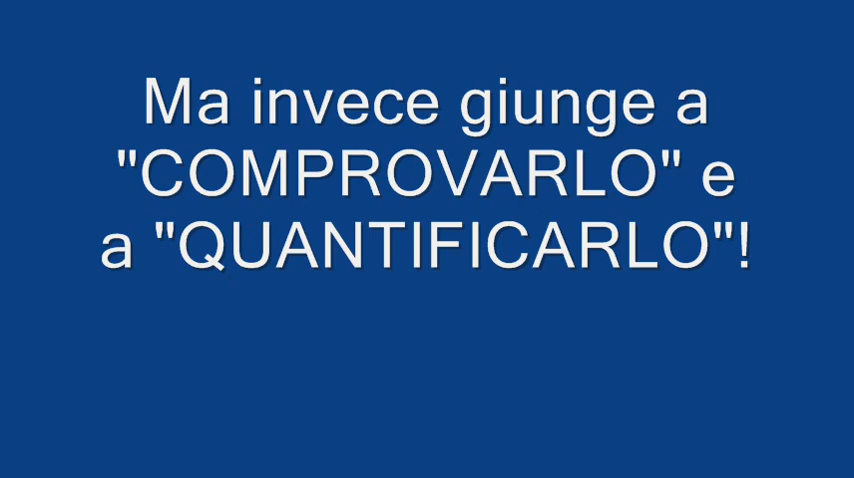 Ma invece giunge a
"COMPROVARLO" e
a "QUANTIFICARLO"!